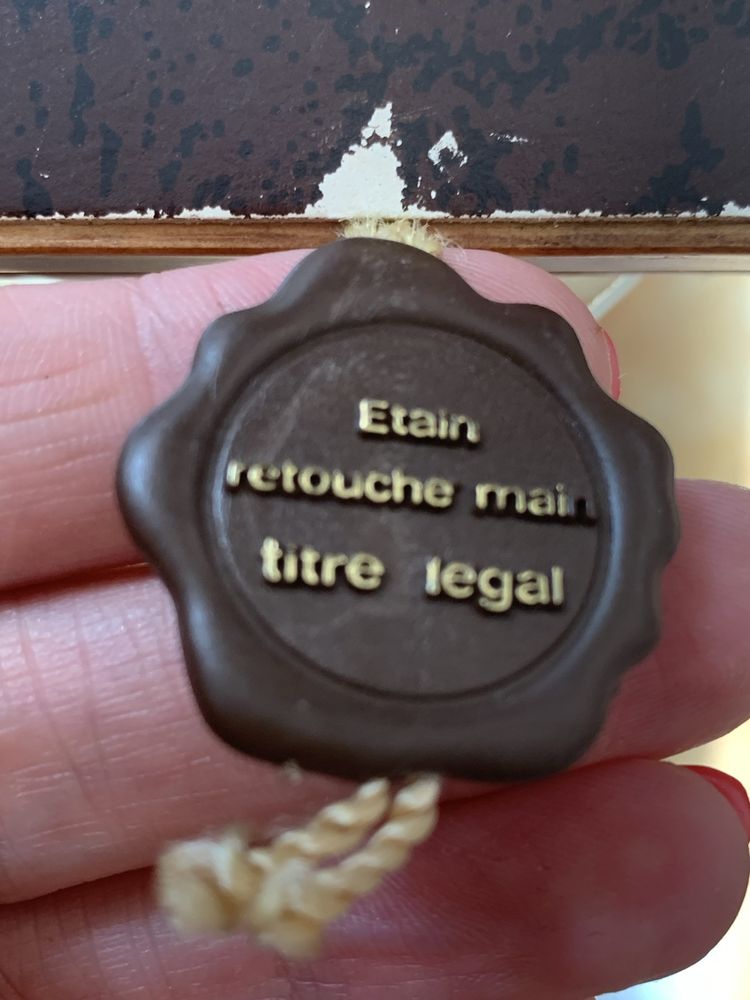 Etain
retouche main
titre legal